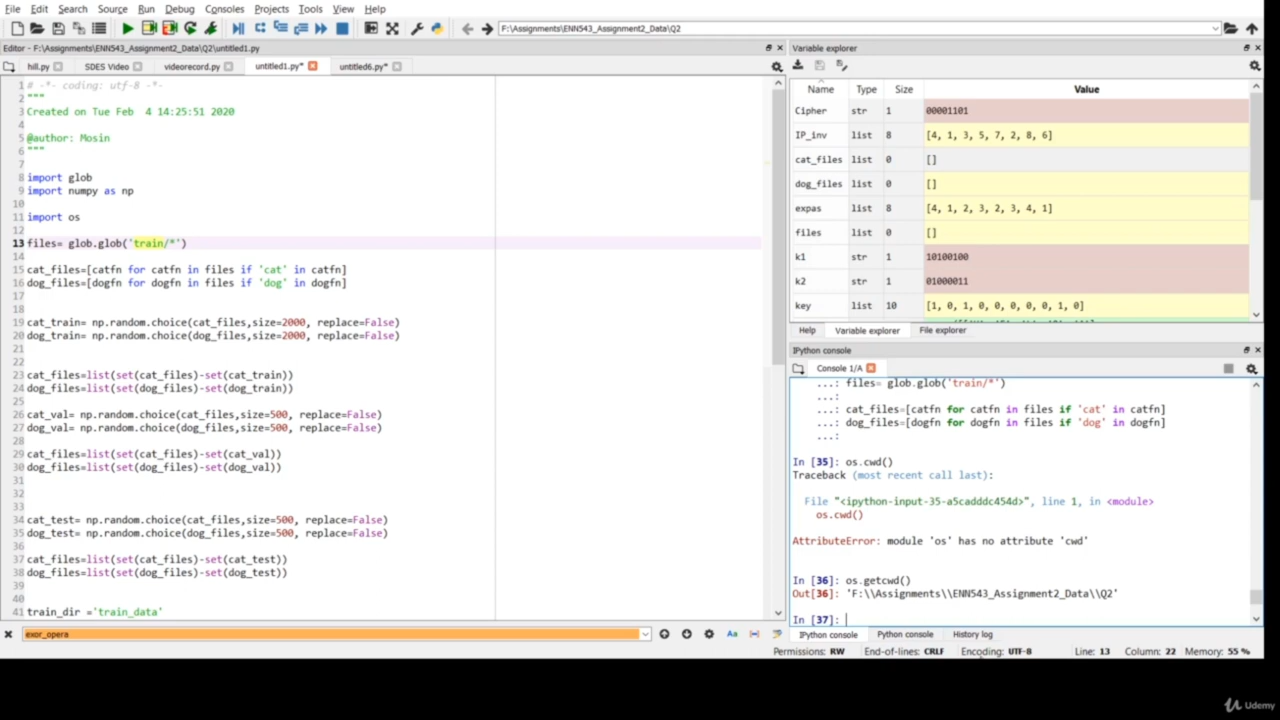 File Edit Search Source Run Debug Consoles Projects Tools View Help
F:\Assignments\ENN543_Assignment2_Data\Q2
Editor - F:\Assignments\ENN543_Assignment2_Data\Q2\untitled1.py
hill.py SDES Video videorecord.py untitled1.py* untitled6.py*
1 # -*- coding: utf-8 -*-
2 """
3 Created on Tue Feb  4 14:25:51 2020
4
5 @author: Mosin
6 """
7
8 import glob
9 import numpy as np
10
11 import os
12
13 files= glob.glob('train/*')
14
15 cat_files=[catfn for catfn in files if 'cat' in catfn]
16 dog_files=[dogfn for dogfn in files if 'dog' in dogfn]
17
18
19 cat_train= np.random.choice(cat_files,size=2000, replace=False)
20 dog_train= np.random.choice(dog_files,size=2000, replace=False)
21
22
23 cat_files=list(set(cat_files)-set(cat_train))
24 dog_files=list(set(dog_files)-set(dog_train))
25
26 cat_val= np.random.choice(cat_files,size=500, replace=False)
27 dog_val= np.random.choice(dog_files,size=500, replace=False)
28
29 cat_files=list(set(cat_files)-set(cat_val))
30 dog_files=list(set(dog_files)-set(dog_val))
31
32
33
34 cat_test= np.random.choice(cat_files,size=500, replace=False)
35 dog_test= np.random.choice(dog_files,size=500, replace=False)
36
37 cat_files=list(set(cat_files)-set(cat_test))
38 dog_files=list(set(dog_files)-set(dog_test))
39
40
41 train_dir ='train_data'
exor_opera
Aa
Variable explorer
Name Type Size Value
Cipher str 1 00001101
IP_inv list 8 [4, 1, 3, 5, 7, 2, 8, 6]
cat_files list 0 []
dog_files list 0 []
expas list 8 [4, 1, 2, 3, 2, 3, 4, 1]
files list 0 []
k1 str 1 10100100
k2 str 1 01000011
key list 10 [1, 0, 1, 0, 0, 0, 0, 0, 1, 0]
Help Variable explorer File explorer
IPython console
Console 1/A
...: files= glob.glob('train/*')
...:
...: cat_files=[catfn for catfn in files if 'cat' in catfn]
...: dog_files=[dogfn for dogfn in files if 'dog' in dogfn]
...:
In [35]: os.cwd()
Traceback (most recent call last):
File "<ipython-input-35-a5cadddc454d>", line 1, in <module>
os.cwd()
AttributeError: module 'os' has no attribute 'cwd'
In [36]: os.getcwd()
Out[36]: 'F:\\Assignments\\ENN543_Assignment2_Data\\Q2'
In [37]:
IPython console Python console History log
Permissions: RW End-of-lines: CRLF Encoding: UTF-8 Line: 13 Column: 22 Memory: 55 %
Udemy